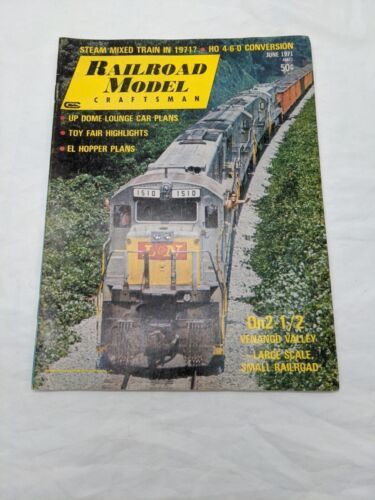 STEAM MIXED TRAIN IN 1971? • HO 4-6-0 CONVERSION
JUNE 1971
50¢
RAILROAD
MODEL
CRAFTSMAN
• UP DOME LOUNGE CAR PLANS
• TOY FAIR HIGHLIGHTS
• EL HOPPER PLANS
1510 1510
L&N
On2-1/2
VENANGO VALLEY
LARGE SCALE,
SMALL RAILROAD